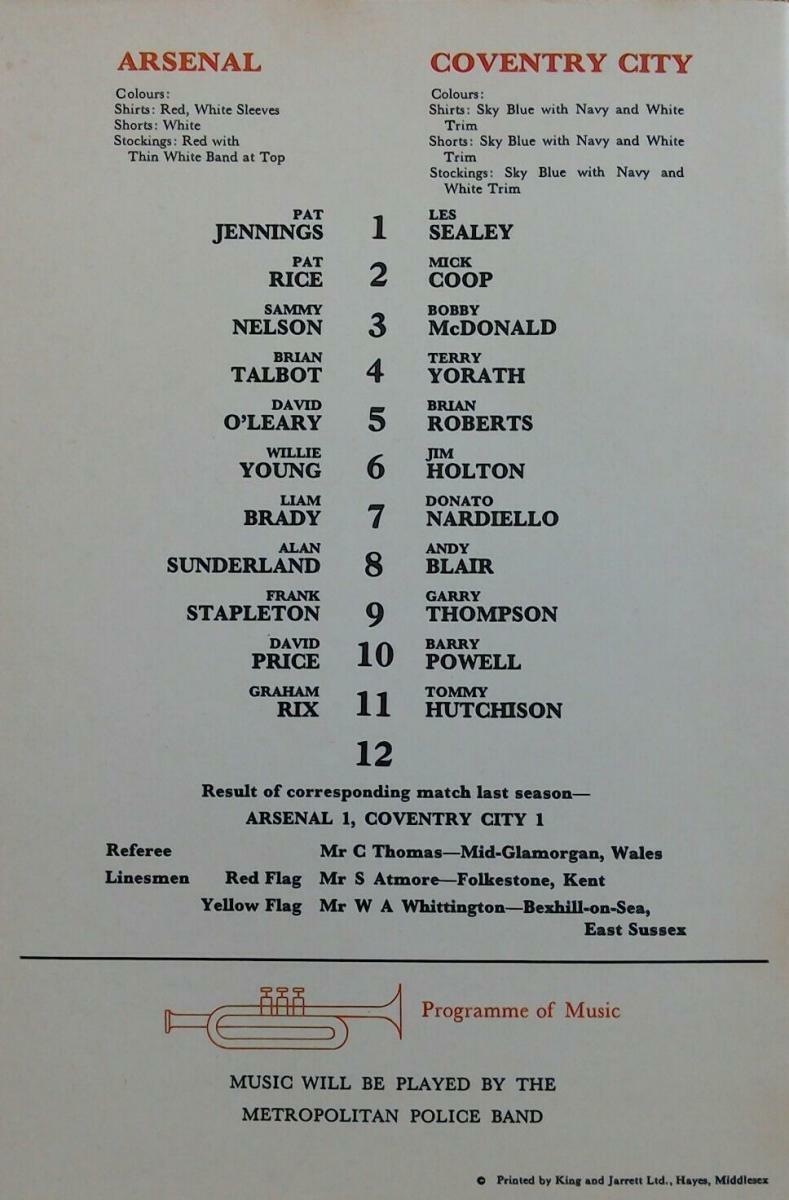 ARSENAL
Colours:
Shirts: Red, White Sleeves
Shorts: White
Stockings: Red with
Thin White Band at Top
COVENTRY CITY
Colours:
Shirts: Sky Blue with Navy and White
Trim
Shorts: Sky Blue with Navy and White
Trim
Stockings: Sky Blue with Navy and
White Trim
PAT LES
JENNINGS 1 SEALEY
PAT MICK
RICE 2 COOP
SAMMY BOBBY
NELSON 3 McDONALD
BRIAN TERRY
TALBOT 4 YORATH
DAVID BRIAN
O'LEARY 5 ROBERTS
WILLIE JIM
YOUNG 6 HOLTON
LIAM DONATO
BRADY 7 NARDIELLO
ALAN ANDY
SUNDERLAND 8 BLAIR
FRANK GARRY
STAPLETON 9 THOMPSON
DAVID BARRY
PRICE 10 POWELL
GRAHAM TOMMY
RIX 11 HUTCHISON
12
Result of corresponding match last season—
ARSENAL 1, COVENTRY CITY 1
Referee Mr C Thomas—Mid-Glamorgan, Wales
Linesmen Red Flag Mr S Atmore—Folkestone, Kent
Yellow Flag Mr W A Whittington—Bexhill-on-Sea,
East Sussex
Programme of Music
MUSIC WILL BE PLAYED BY THE
METROPOLITAN POLICE BAND
© Printed by King and Jarrett Ltd., Hayes, Middlesex